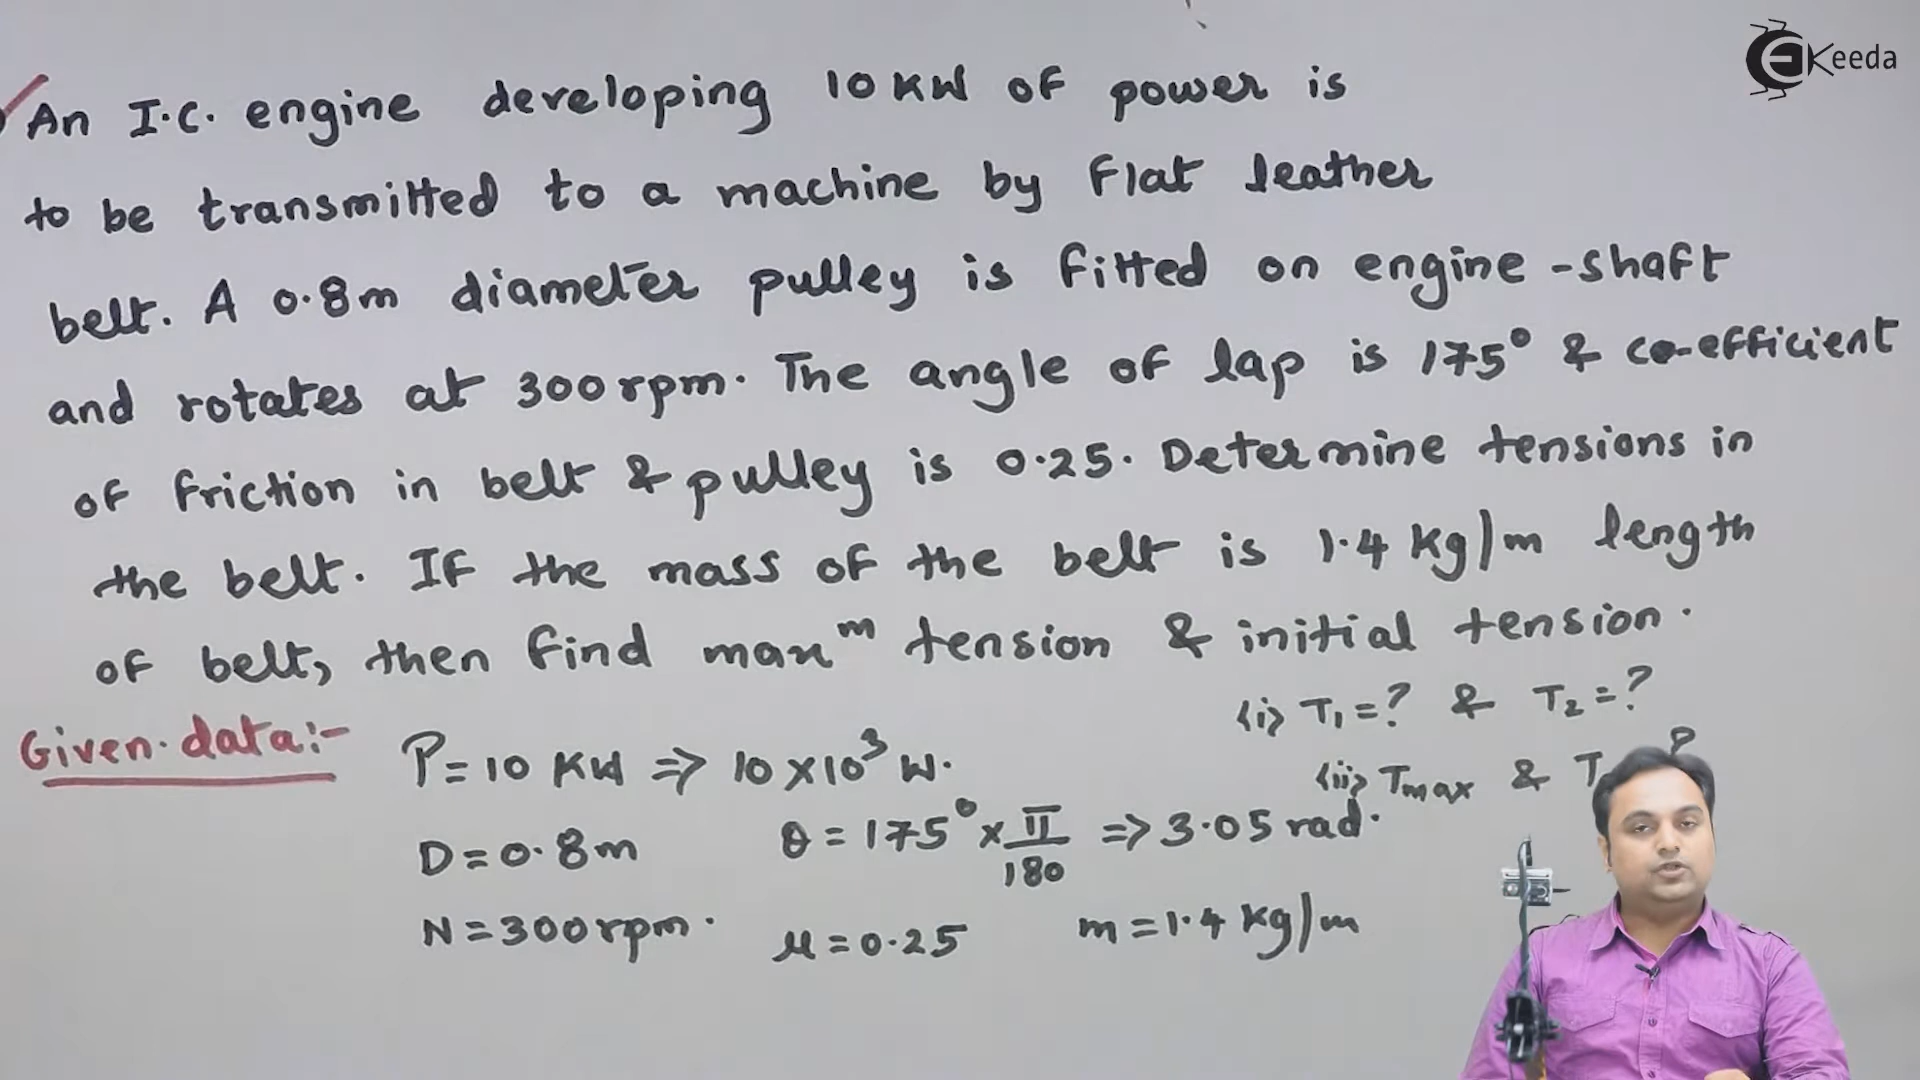 Keeda
An I.C. engine developing 10 KW of power is
to be transmitted to a machine by Flat leather
belt. A 0.8m diameter pulley is fitted on engine-shaft
and rotates at 300 rpm. The angle of lap is 175° & co-efficient
of friction in belt & pulley is 0.25. Determine tensions in
the belt. If the mass of the belt is 1.4 kg/m length
of belt, then find maxᵐ tension & initial tension.
Given data:-
(i) T₁=? & T₂=?
P=10 KW ⇒ 10×10³ W.
(ii) Tmax & T
D=0.8m
θ=175°×π/180 ⇒ 3.05 rad.
N=300rpm.
μ=0.25
m=1.4 kg/m